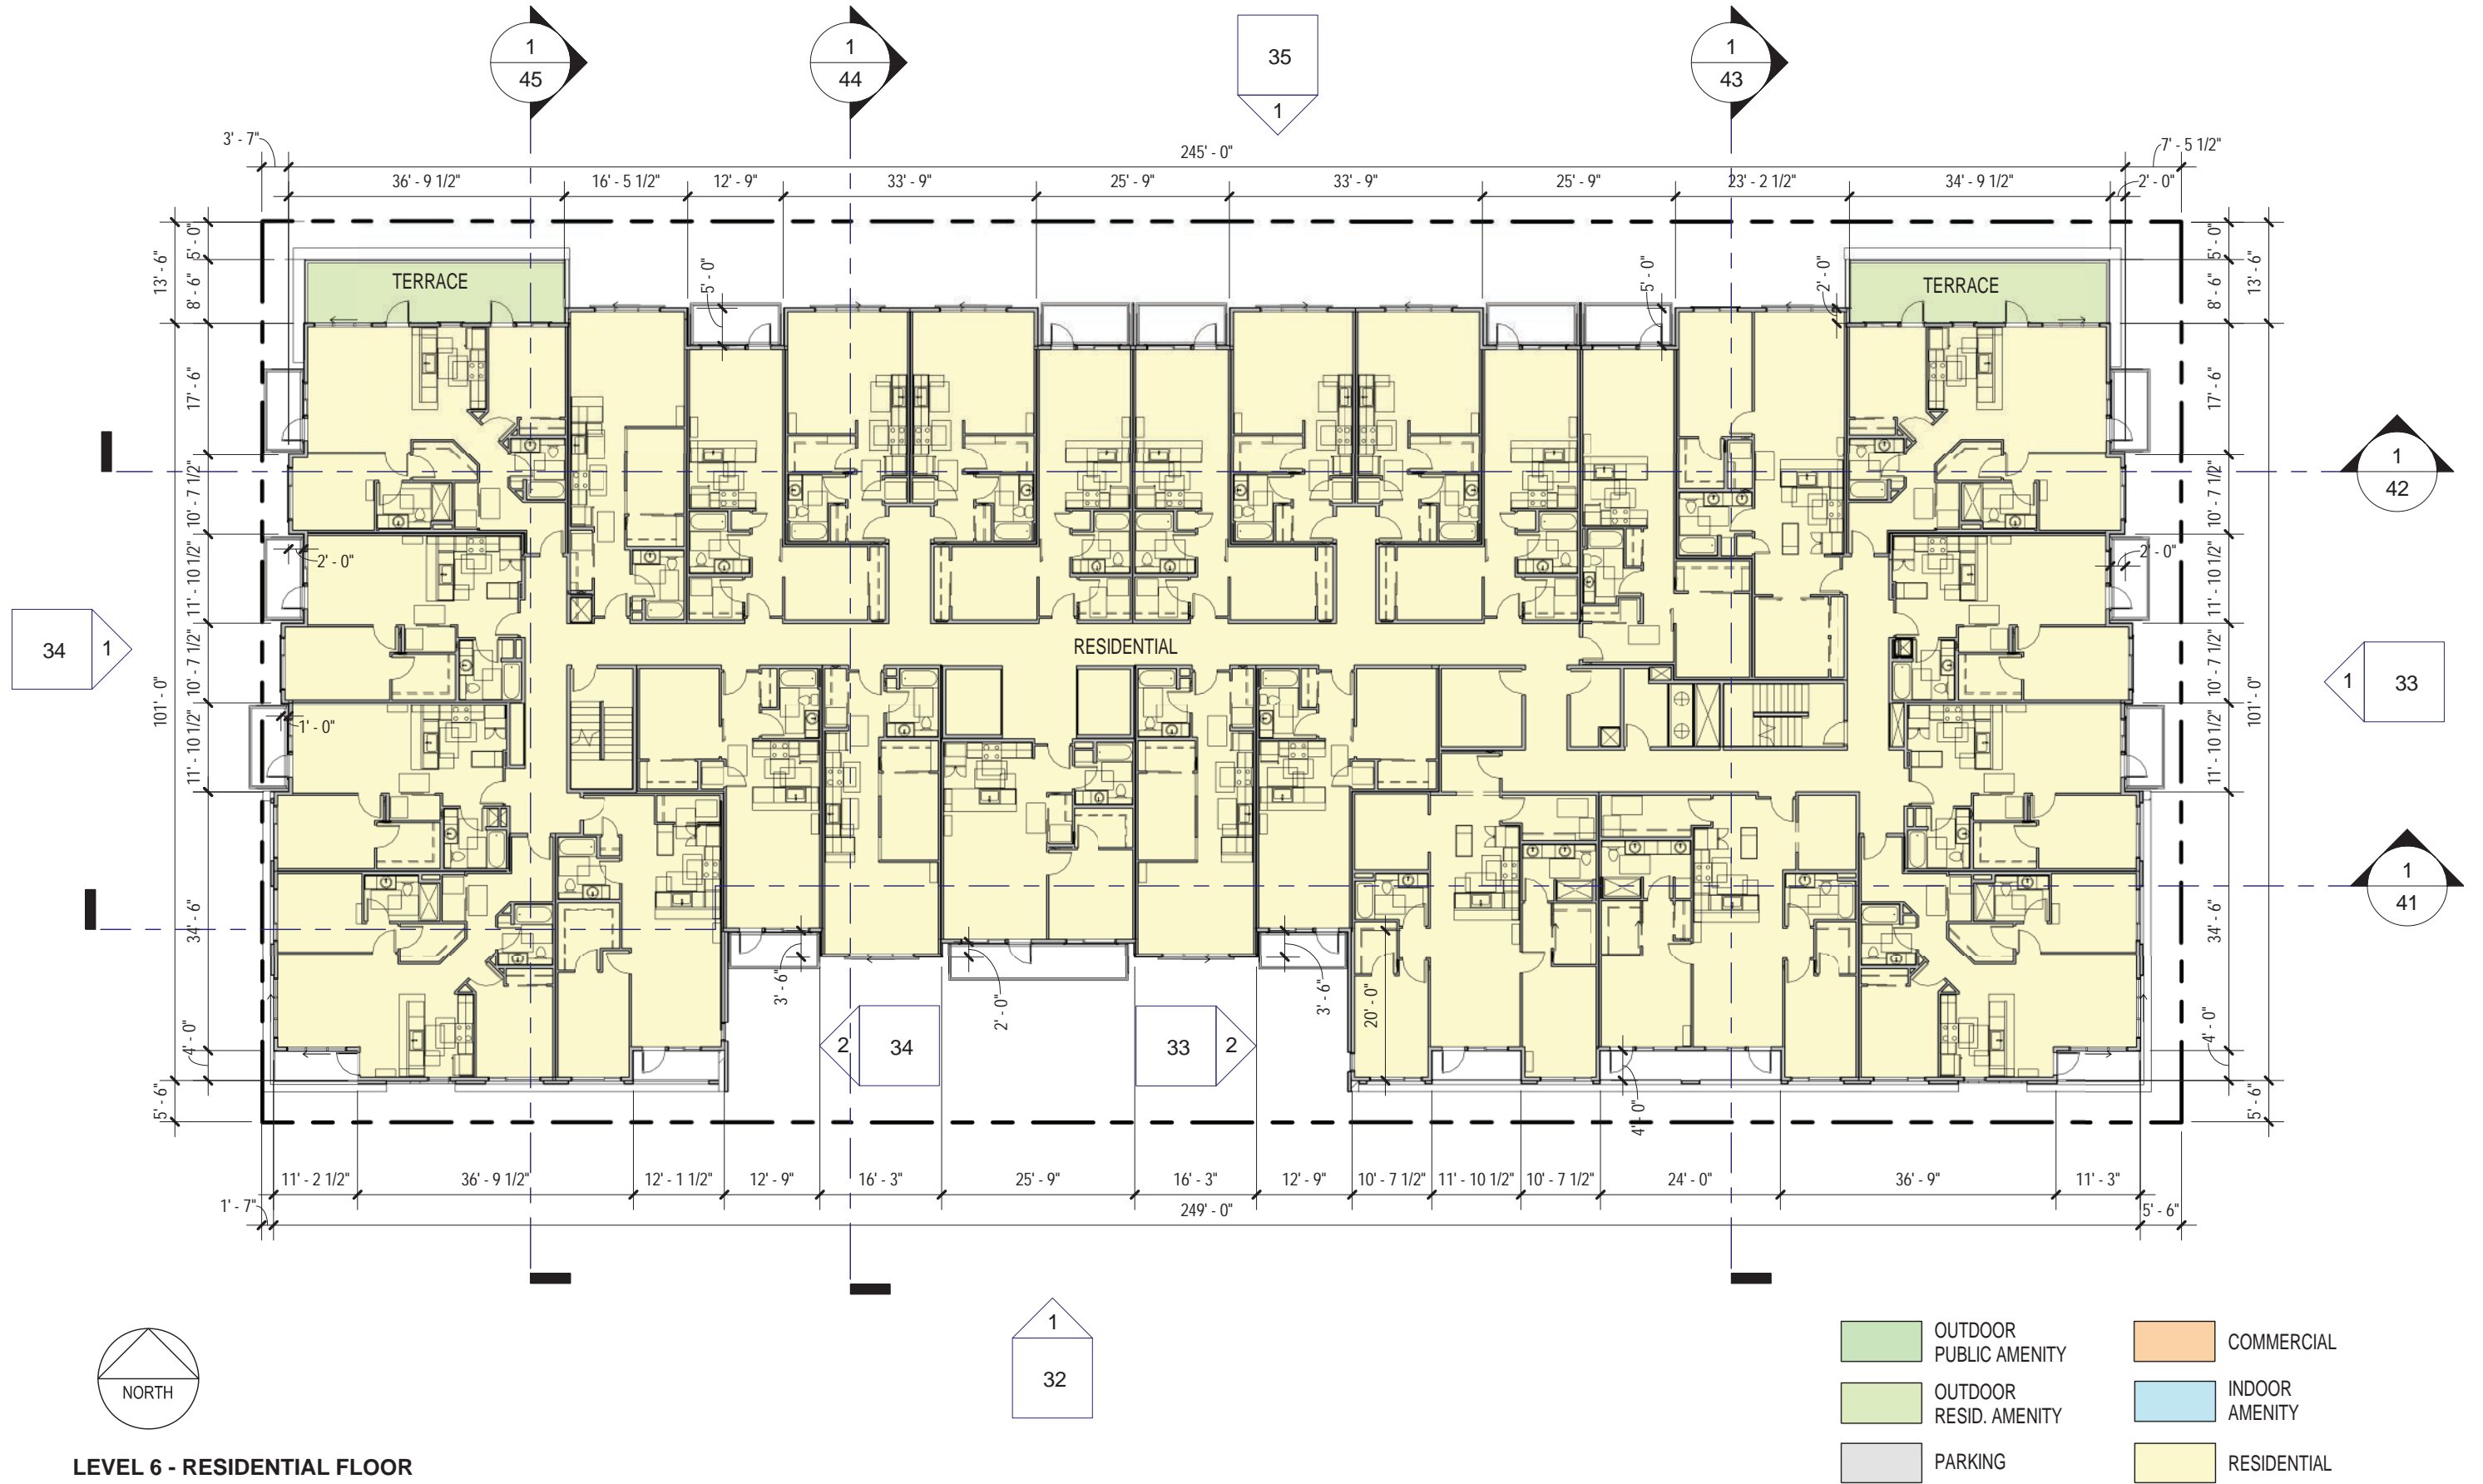 1
45
1
44
35
1
1
43
3' - 7"
245' - 0"
7' - 5 1/2"
36' - 9 1/2"
16' - 5 1/2"
12' - 9"
33' - 9"
25' - 9"
33' - 9"
25' - 9"
23' - 2 1/2"
34' - 9 1/2"
2' - 0"
13' - 6"
5' - 0"
8' - 6"
TERRACE
5' - 0"
5' - 0"
2' - 0"
TERRACE
5' - 0"
8' - 6"
13' - 6"
17' - 6"
17' - 6"
10' - 7 1/2"
10' - 7 1/2"
1
42
11' - 10 1/2"
2' - 0"
2' - 0"
11' - 10 1/2"
34
1
10' - 7 1/2"
RESIDENTIAL
10' - 7 1/2"
1
33
101' - 0"
1' - 0"
101' - 0"
11' - 10 1/2"
11' - 10 1/2"
1
41
34' - 6"
34' - 6"
3' - 6"
2' - 0"
3' - 6"
20' - 0"
2
34
33
2
4' - 0"
4' - 0"
4' - 0"
5' - 6"
5' - 6"
11' - 2 1/2"
36' - 9 1/2"
12' - 1 1/2"
12' - 9"
16' - 3"
25' - 9"
16' - 3"
12' - 9"
10' - 7 1/2"
11' - 10 1/2"
10' - 7 1/2"
24' - 0"
36' - 9"
11' - 3"
1' - 7"
249' - 0"
5' - 6"
1
32
NORTH
LEVEL 6 - RESIDENTIAL FLOOR
OUTDOOR
PUBLIC AMENITY
OUTDOOR
RESID. AMENITY
PARKING
COMMERCIAL
INDOOR
AMENITY
RESIDENTIAL